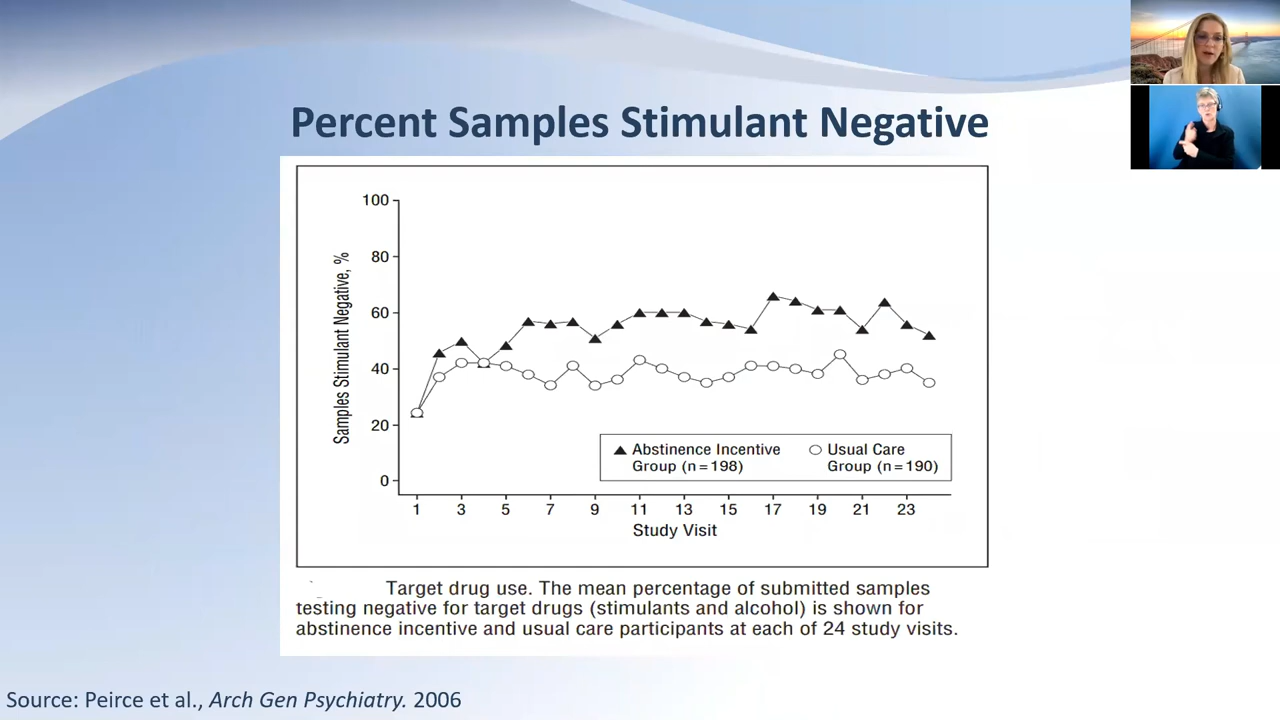 Percent Samples Stimulant Negative
100
80
60
40
20
0
Samples Stimulant Negative, %
Abstinence Incentive
Group (n=198)
Usual Care
Group (n=190)
1 3 5 7 9 11 13 15 17 19 21 23
Study Visit
Target drug use. The mean percentage of submitted samples
testing negative for target drugs (stimulants and alcohol) is shown for
abstinence incentive and usual care participants at each of 24 study visits.
Source: Peirce et al., Arch Gen Psychiatry. 2006